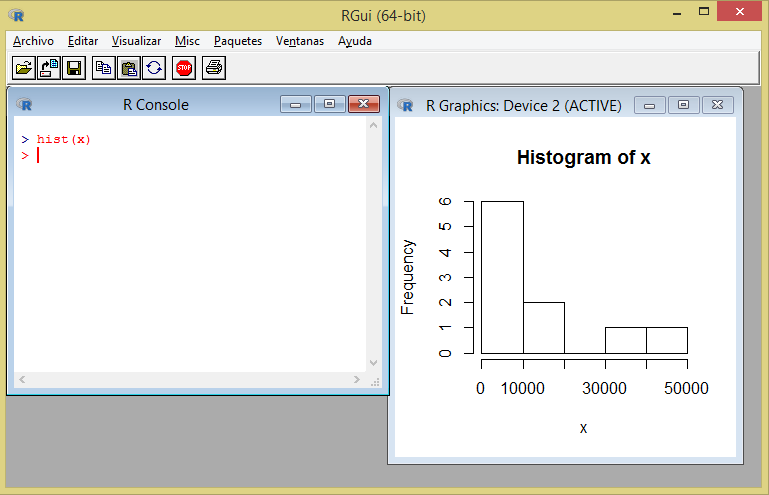 RGui (64-bit)
Archivo Editar Visualizar Misc Paquetes Ventanas Ayuda
STOP
R Console
> hist(x)
>
R Graphics: Device 2 (ACTIVE)
Histogram of x
Frequency
6
5
4
3
2
1
0
0 10000 30000 50000
x